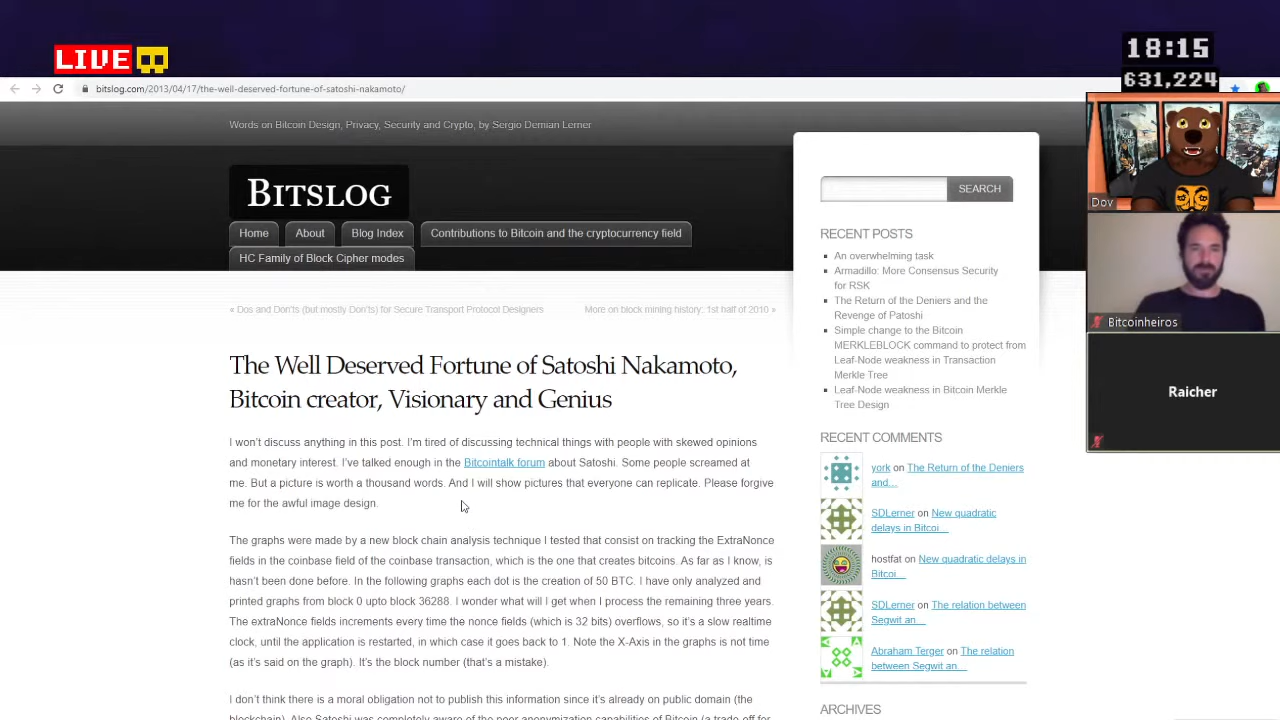 LIVE
18:15
631,224
bitslog.com/2013/04/17/the-well-deserved-fortune-of-satoshi-nakamoto/
Words on Bitcoin Design, Privacy, Security and Crypto, by Sergio Demian Lerner
BITSLOG
Home
About
Blog Index
Contributions to Bitcoin and the cryptocurrency field
HC Family of Block Cipher modes
« Dos and Don'ts (but mostly Don'ts) for Secure Transport Protocol Designers
More on block mining history:: 1st half of 2010 »
The Well Deserved Fortune of Satoshi Nakamoto,
Bitcoin creator, Visionary and Genius
I won't discuss anything in this post. I'm tired of discussing technical things with people with skewed opinions
and monetary interest. I've talked enough in the Bitcointalk forum about Satoshi. Some people screamed at
me. But a picture is worth a thousand words. And I will show pictures that everyone can replicate. Please forgive
me for the awful image design.
The graphs were made by a new block chain analysis technique I tested that consist on tracking the ExtraNonce
fields in the coinbase field of the coinbase transaction, which is the one that creates bitcoins. As far as I know, is
hasn't been done before. In the following graphs each dot is the creation of 50 BTC. I have only analyzed and
printed graphs from block 0 upto block 36288. I wonder what will I get when I process the remaining three years.
The extraNonce fields increments every time the nonce fields (which is 32 bits) overflows, so it's a slow realtime
clock, until the application is restarted, in which case it goes back to 1. Note the X-Axis in the graphs is not time
(as it's said on the graph). It's the block number (that's a mistake).
I don't think there is a moral obligation not to publish this information since it's already on public domain (the
blockchain). Also Satoshi was completely aware of the poor anonymization capabilities of Bitcoin (a trade-off for
SEARCH
RECENT POSTS
An overwhelming task
Armadillo: More Consensus Security
for RSK
The Return of the Deniers and the
Revenge of Patoshi
Simple change to the Bitcoin
MERKLEBLOCK command to protect from
Leaf-Node weakness in Transaction
Merkle Tree
Leaf-Node weakness in Bitcoin Merkle
Tree Design
RECENT COMMENTS
york on The Return of the Deniers
and...
SDLerner on New quadratic
delays in Bitcoi...
hostfat on New quadratic delays in
Bitcoi...
SDLerner on The relation between
Segwit an...
Abraham Terger on The relation
between Segwit an...
ARCHIVES
Dov
Bitcoinheiros
Raicher